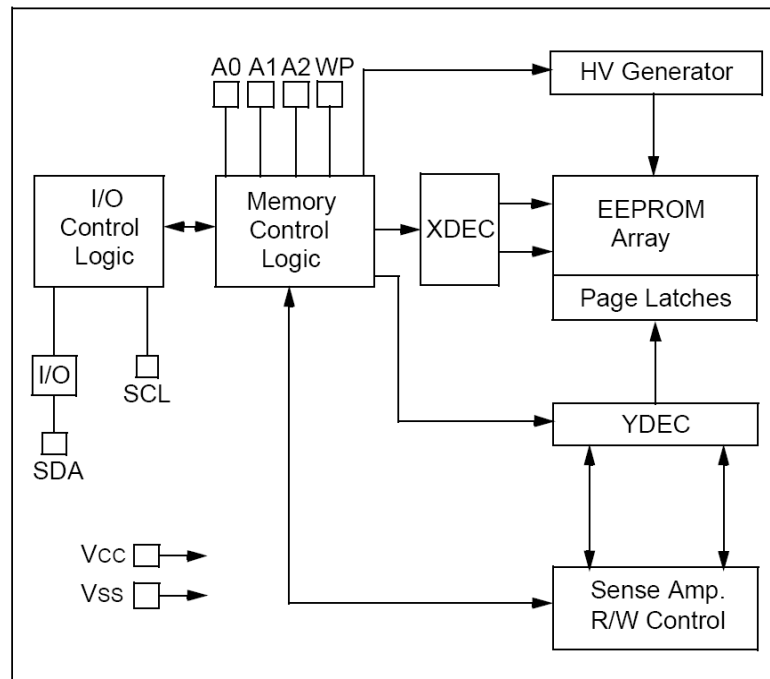 A0 A1 A2 WP
HV Generator
I/O
Control
Logic
Memory
Control
Logic
XDEC
EEPROM
Array
Page Latches
I/O
SCL
SDA
YDEC
Vcc
Vss
Sense Amp.
R/W Control